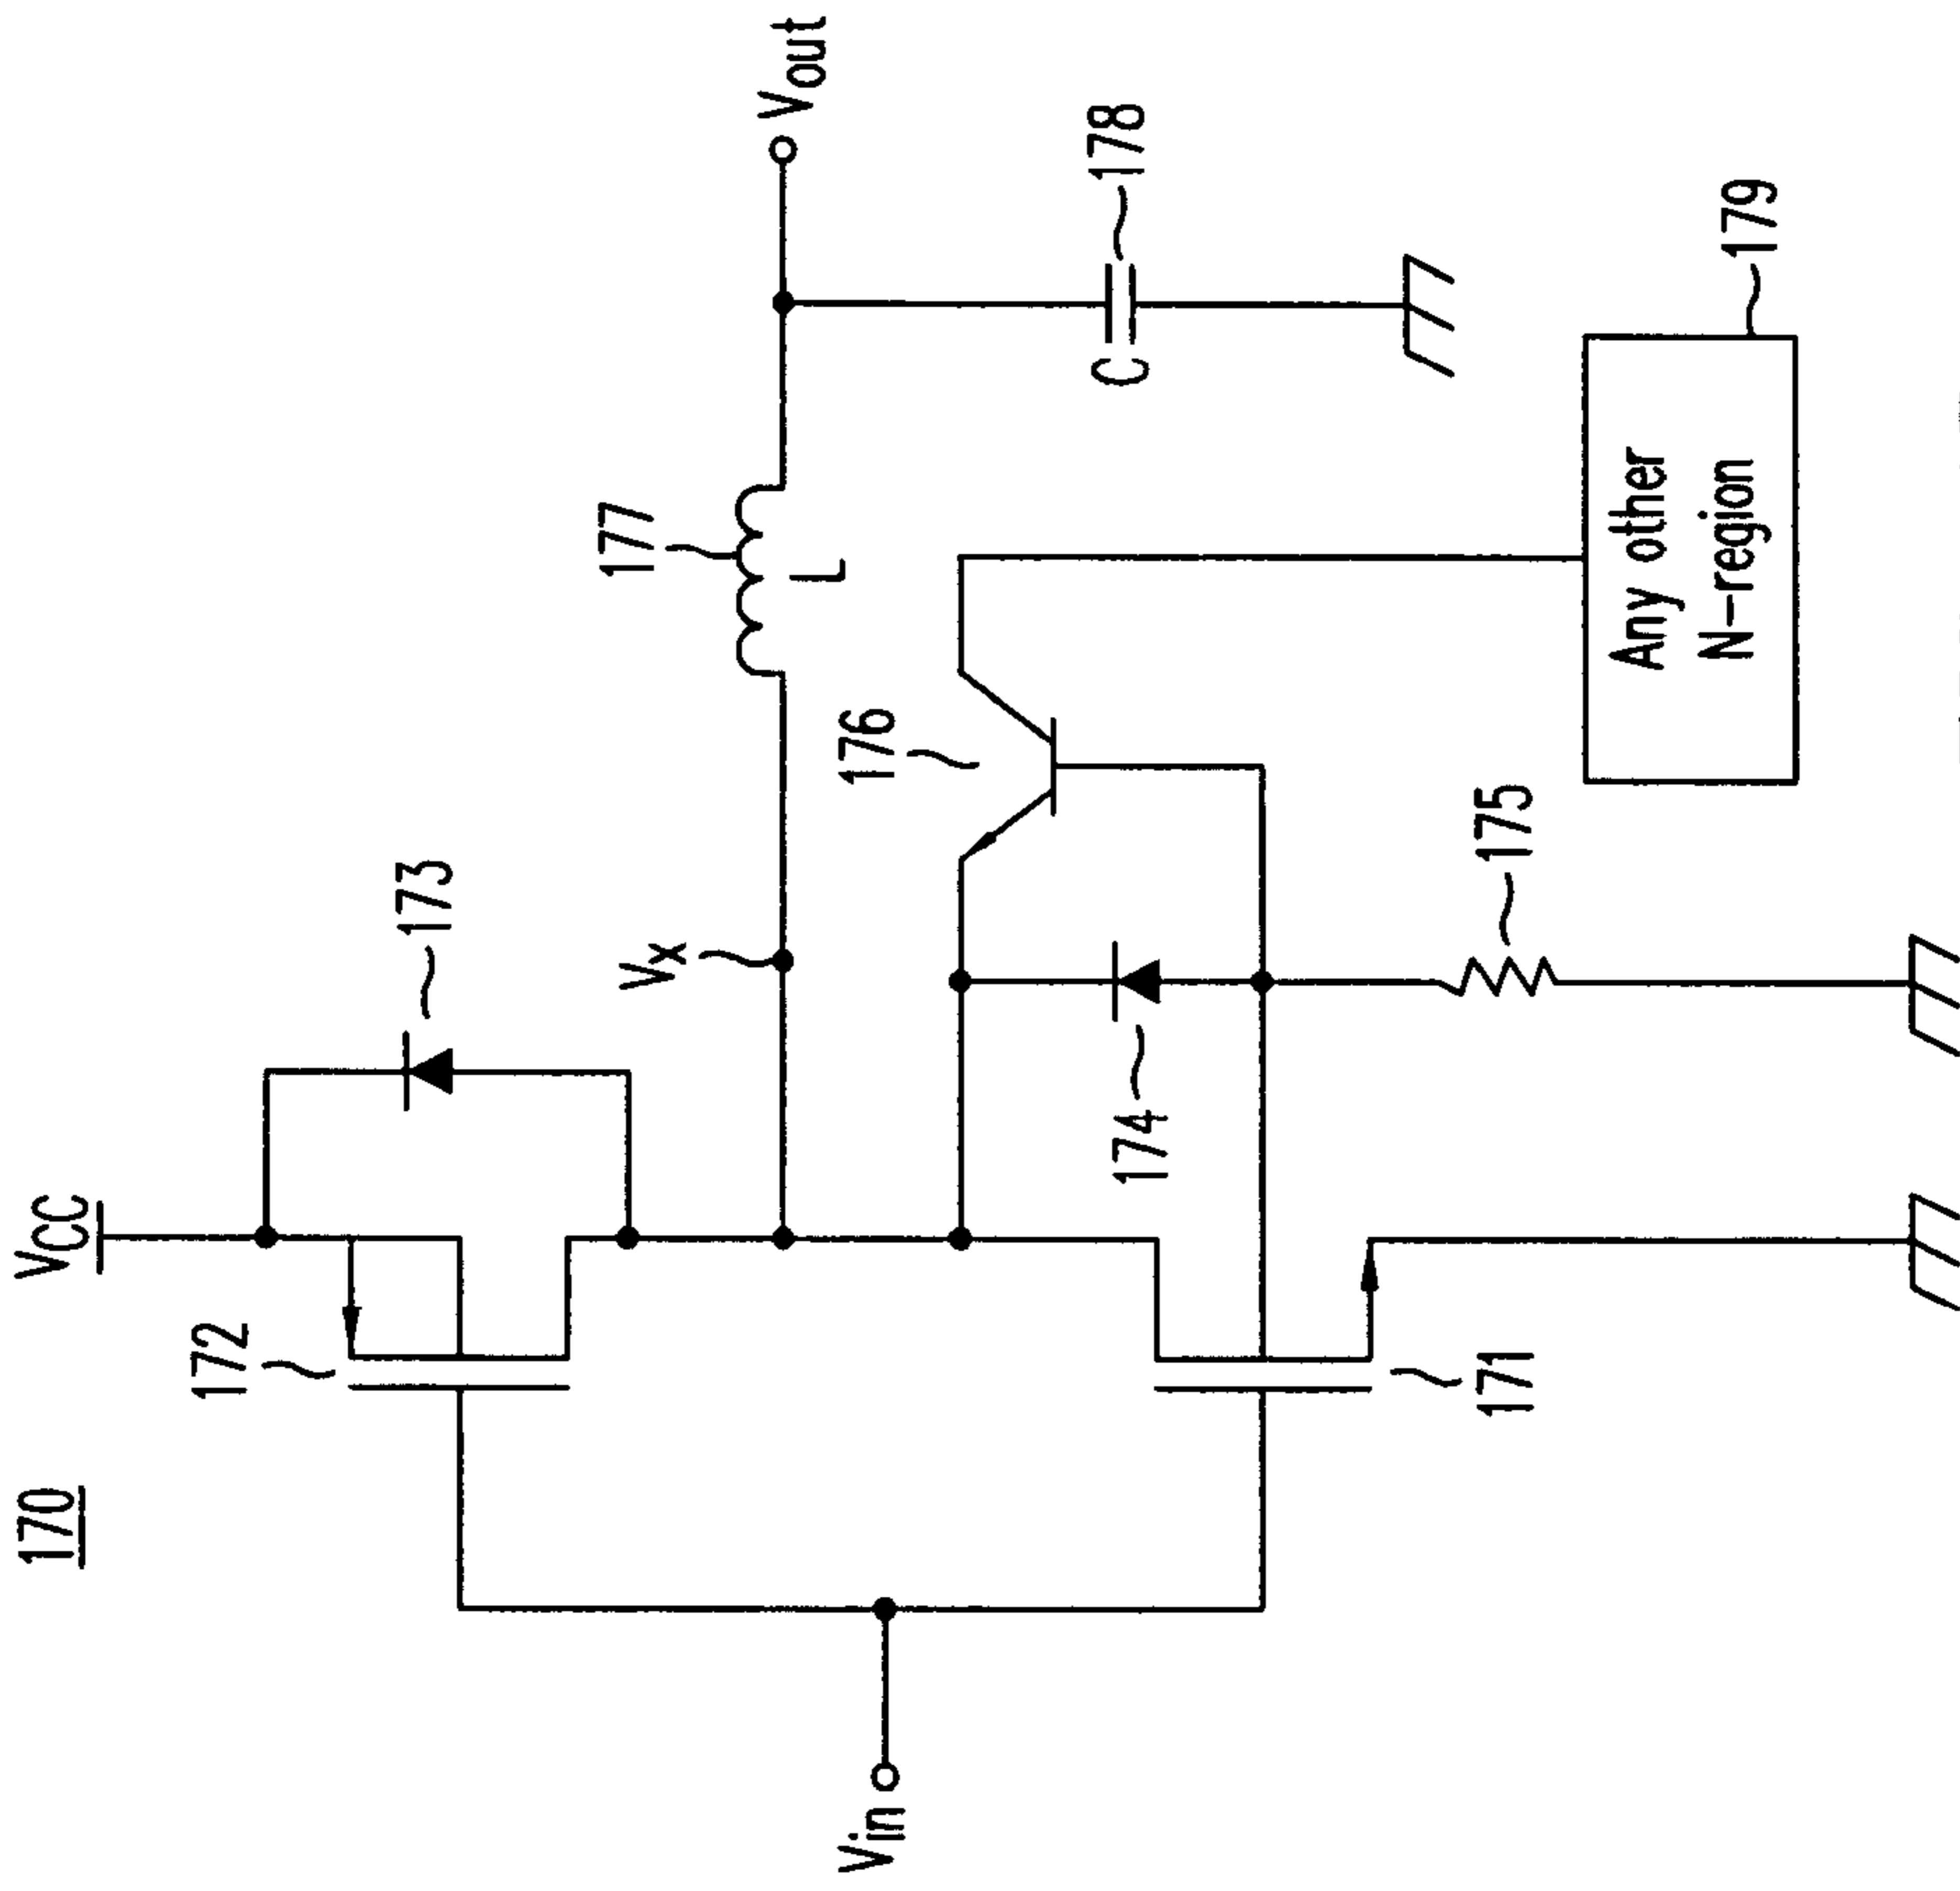 170
VCC
172
173
177
Vx
L
Vout
176
Vin
C
178
174
175
171
Any other
N-region
179